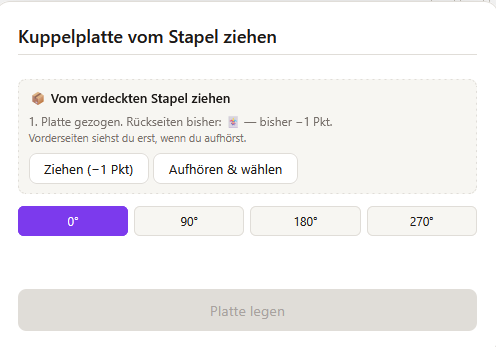 Kuppelplatte vom Stapel ziehen
📦 Vom verdeckten Stapel ziehen
1. Platte gezogen. Rückseiten bisher: 🃏 — bisher −1 Pkt.
Vorderseiten siehst du erst, wenn du aufhörst.
Ziehen (−1 Pkt) Aufhören & wählen
0° 90° 180° 270°
Platte legen